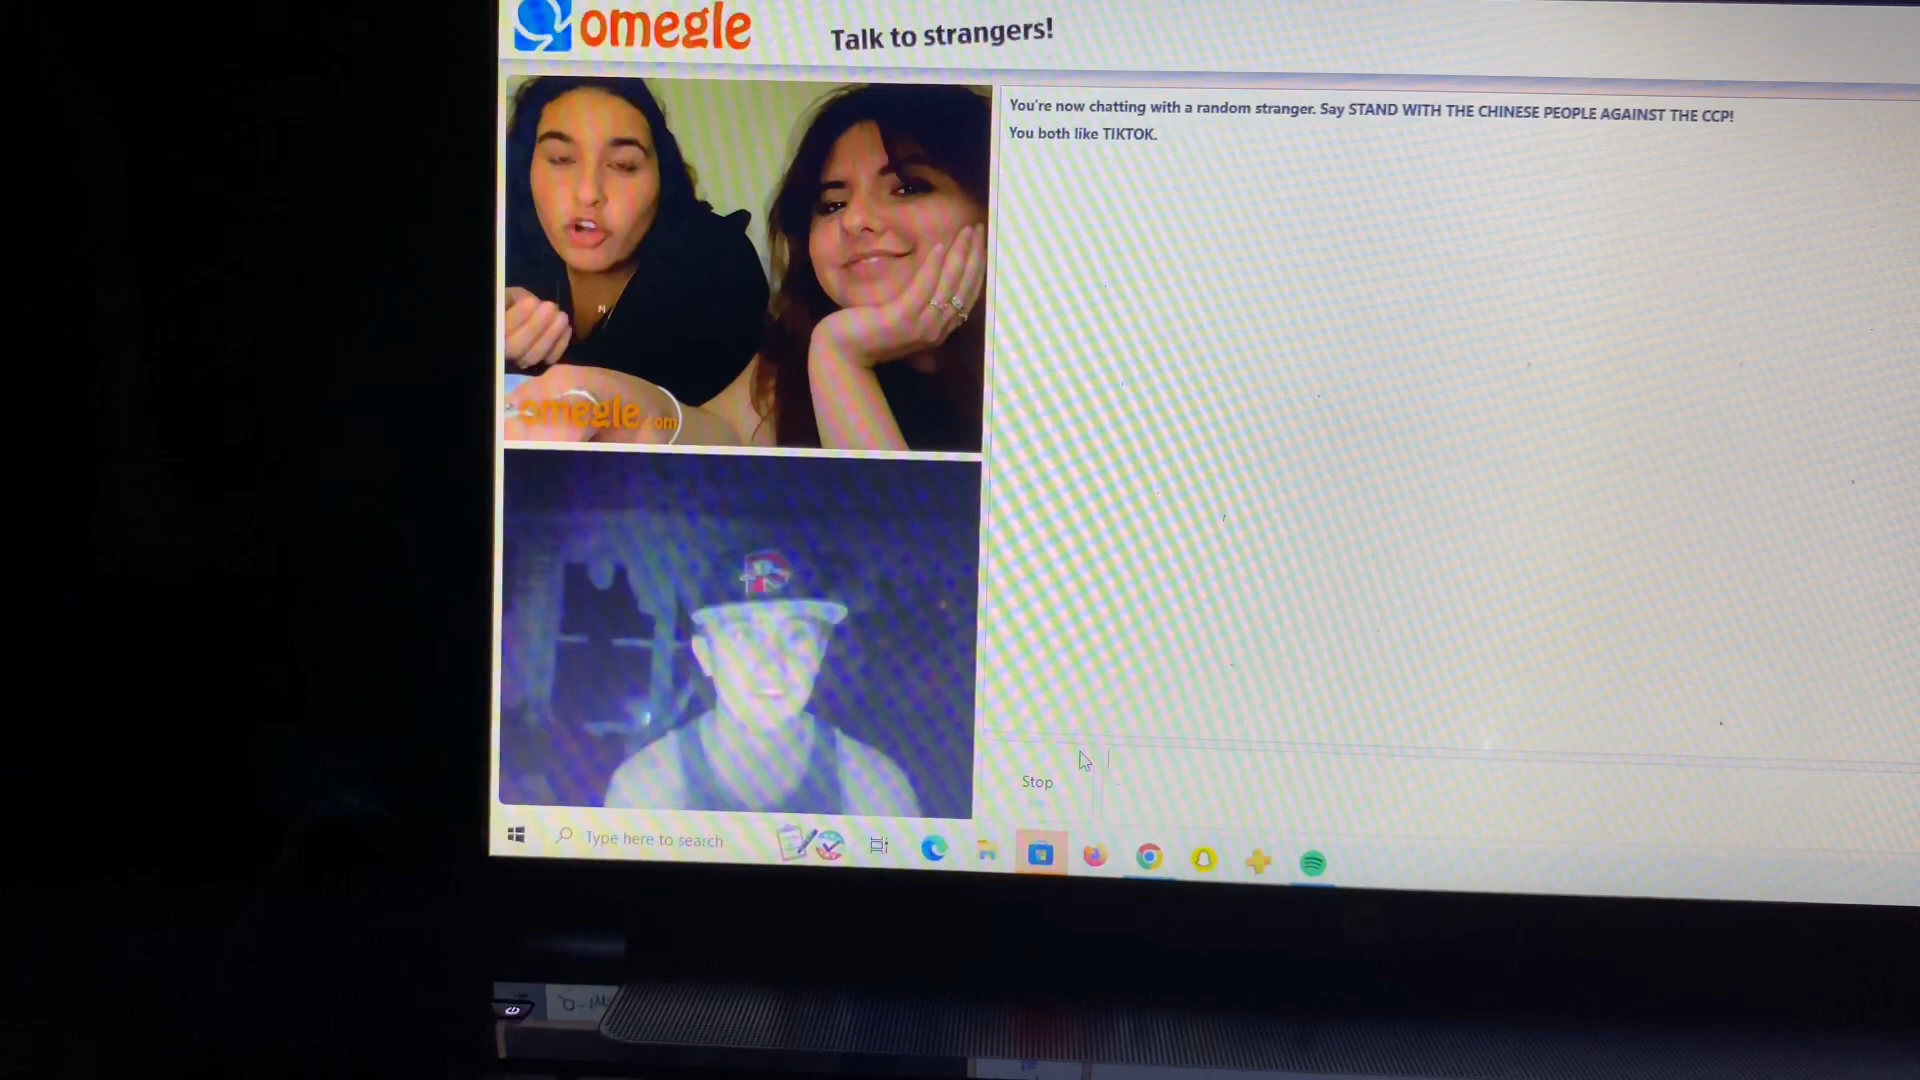 omegle
Talk to strangers!
You're now chatting with a random stranger. Say STAND WITH THE CHINESE PEOPLE AGAINST THE CCP!
You both like TIKTOK.
N
omegle.com
Stop
Type here to search